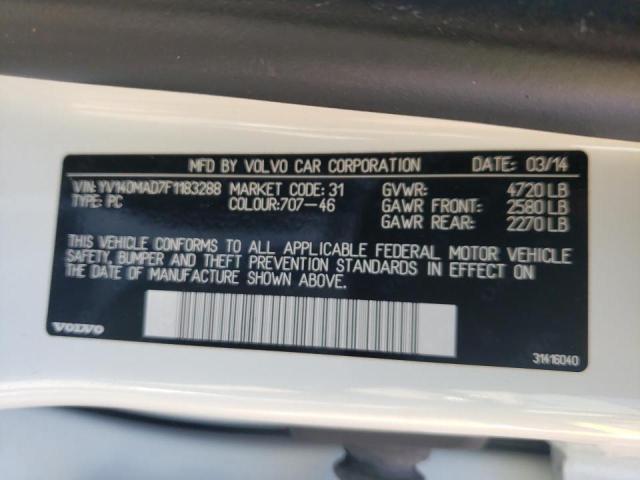 MFD BY VOLVO CAR CORPORATION DATE: 03/14
VIN: YV140MAD7F1183288 MARKET CODE: 31 GVWR: 4720 LB
TYPE: PC COLOUR: 707-46 GAWR FRONT: 2580 LB
GAWR REAR: 2270 LB
THIS VEHICLE CONFORMS TO ALL APPLICABLE FEDERAL MOTOR VEHICLE
SAFETY, BUMPER AND THEFT PREVENTION STANDARDS IN EFFECT ON
THE DATE OF MANUFACTURE SHOWN ABOVE.
VOLVO 31416040